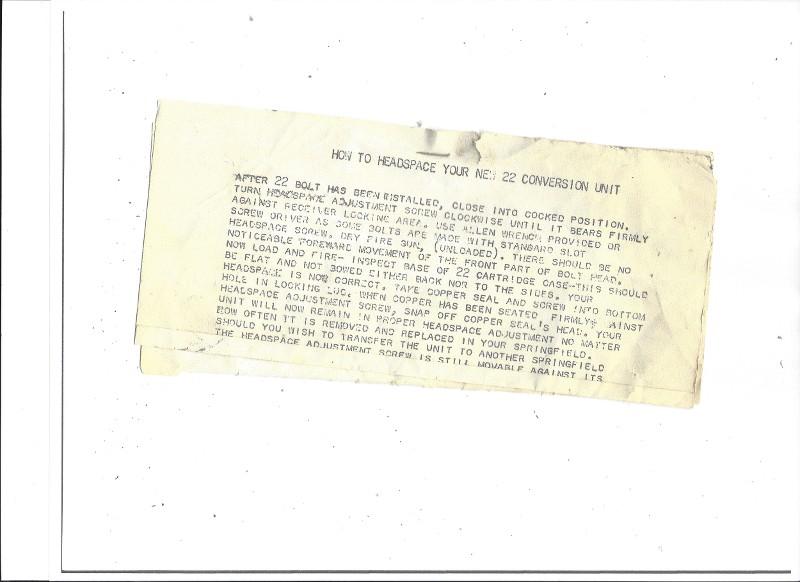 HOW TO HEADSPACE YOUR NEW 22 CONVERSION UNIT
AFTER 22 BOLT HAS BEEN INSTALLED, CLOSE INTO COCKED POSITION.
TURN HEADSPACE ADJUSTMENT SCREW CLOCKWISE UNTIL IT BEARS FIRMLY
AGAINST RECEIVER LOCKING AREA. USE ALLEN WRENCH PROVIDED OR
SCREW DRIVER AS SOME BOLTS ARE MADE WITH STANDARD SLOT
HEADSPACE SCREW. DRY FIRE GUN, (UNLOADED). THERE SHOULD BE NO
NOTICEABLE FOREWARD MOVEMENT OF THE FRONT PART OF BOLT HEAD.
NOW LOAD AND FIRE- INSPECT BASE OF 22 CARTRIDGE CASE-THIS SHOULD
BE FLAT AND NOT BOWED EITHER BACK NOR TO THE SIDES. YOUR
HEADSPACE IS NOW CORRECT. TAKE COPPER SEAL AND SCREW INTO BOTTOM
HOLE IN LOCKING LUG. WHEN COPPER HAS BEEN SEATED FIRMLY AINST
HEADSPACE ADJUSTMENT SCREW, SNAP OFF COPPER SEAL'S HEAD. YOUR
UNIT WILL NOW REMAIN IN PROPER HEADSPACE ADJUSTMENT NO MATTER
HOW OFTEN IT IS REMOVED AND REPLACED IN YOUR SPRINGFIELD.
SHOULD YOU WISH TO TRANSFER THE UNIT TO ANOTHER SPRINGFIELD
THE HEADSPACE ADJUSTMENT SCREW IS STILL MOVABLE AGAINST ITS